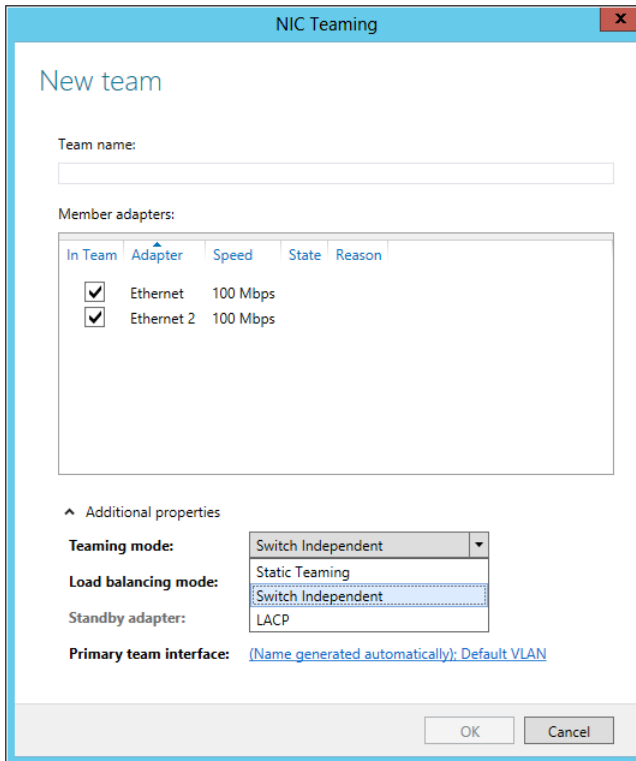 NIC Teaming
x
New team
Team name:
Member adapters:
In Team Adapter Speed State Reason
Ethernet 100 Mbps
Ethernet 2 100 Mbps
Additional properties
Teaming mode: Switch Independent
Static Teaming
Load balancing mode: Switch Independent
Standby adapter: LACP
Primary team interface: (Name generated automatically); Default VLAN
OK Cancel